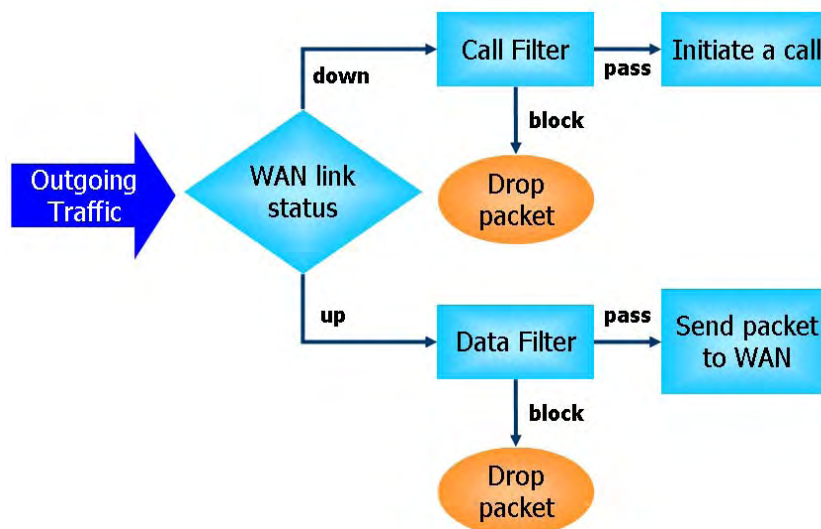 Call Filter
pass
Initiate a call
down
block
Outgoing
Traffic
WAN link
status
Drop
packet
up
Data Filter
pass
Send packet
to WAN
block
Drop
packet